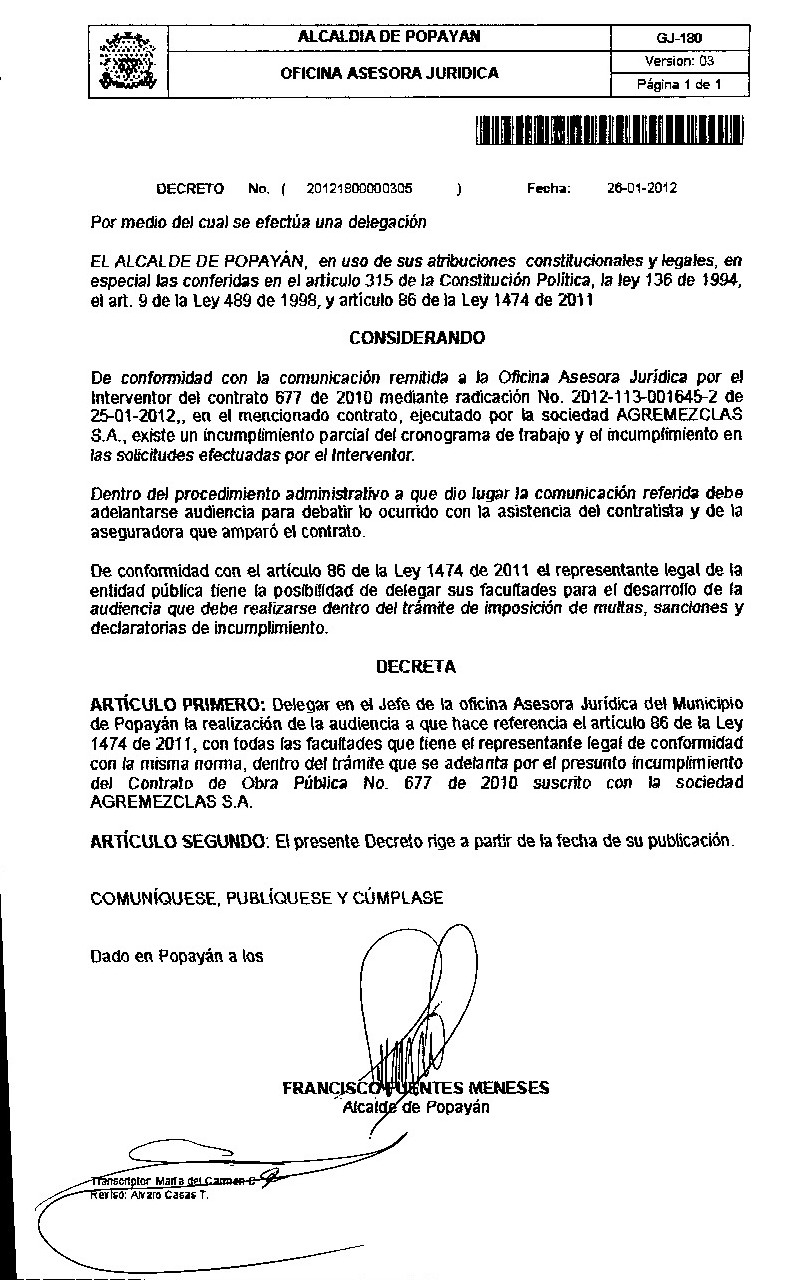 ALCALDIA DE POPAYAN
GJ-180
OFICINA ASESORA JURIDICA
Version: 03
Página 1 de 1
DECRETO No. ( 20121800000305 ) Fecha: 26-01-2012
Por medio del cual se efectúa una delegación
EL ALCALDE DE POPAYÁN, en uso de sus atribuciones constitucionales y legales, en
especial las conferidas en el artículo 315 de la Constitución Política, la ley 136 de 1994,
el art. 9 de la Ley 489 de 1998, y artículo 86 de la Ley 1474 de 2011
CONSIDERANDO
De conformidad con la comunicación remitida a la Oficina Asesora Jurídica por el
Interventor del contrato 677 de 2010 mediante radicación No. 2012-113-001645-2 de
25-01-2012,, en el mencionado contrato, ejecutado por la sociedad AGREMEZCLAS
S.A., existe un incumplimiento parcial del cronograma de trabajo y el incumplimiento en
las solicitudes efectuadas por el Interventor.
Dentro del procedimiento administrativo a que dio lugar la comunicación referida debe
adelantarse audiencia para debatir lo ocurrido con la asistencia del contratista y de la
aseguradora que amparó el contrato.
De conformidad con el artículo 86 de la Ley 1474 de 2011 el representante legal de la
entidad pública tiene la posibilidad de delegar sus facultades para el desarrollo de la
audiencia que debe realizarse dentro del trámite de imposición de multas, sanciones y
declaratorias de incumplimiento.
DECRETA
ARTÍCULO PRIMERO: Delegar en el Jefe de la oficina Asesora Jurídica del Municipio
de Popayán la realización de la audiencia a que hace referencia el artículo 86 de la Ley
1474 de 2011, con todas las facultades que tiene el representante legal de conformidad
con la misma norma, dentro del trámite que se adelanta por el presunto incumplimiento
del Contrato de Obra Pública No. 677 de 2010 suscrito con la sociedad
AGREMEZCLAS S.A.
ARTÍCULO SEGUNDO: El presente Decreto rige a partir de la fecha de su publicación.
COMUNÍQUESE, PUBLÍQUESE Y CÚMPLASE
Dado en Popayán a los
FRANCISCO FUENTES MENESES
Alcalde de Popayán
Transcriptor María del Carmen
Revisó: Alvaro Casas T.